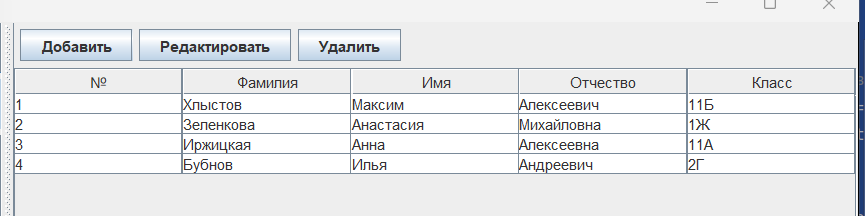 Добавить Редактировать Удалить
№ Фамилия Имя Отчество Класс
1 Хлыстов Максим Алексеевич 11Б
2 Зеленкова Анастасия Михайловна 1Ж
3 Иржицкая Анна Алексеевна 11А
4 Бубнов Илья Андреевич 2Г